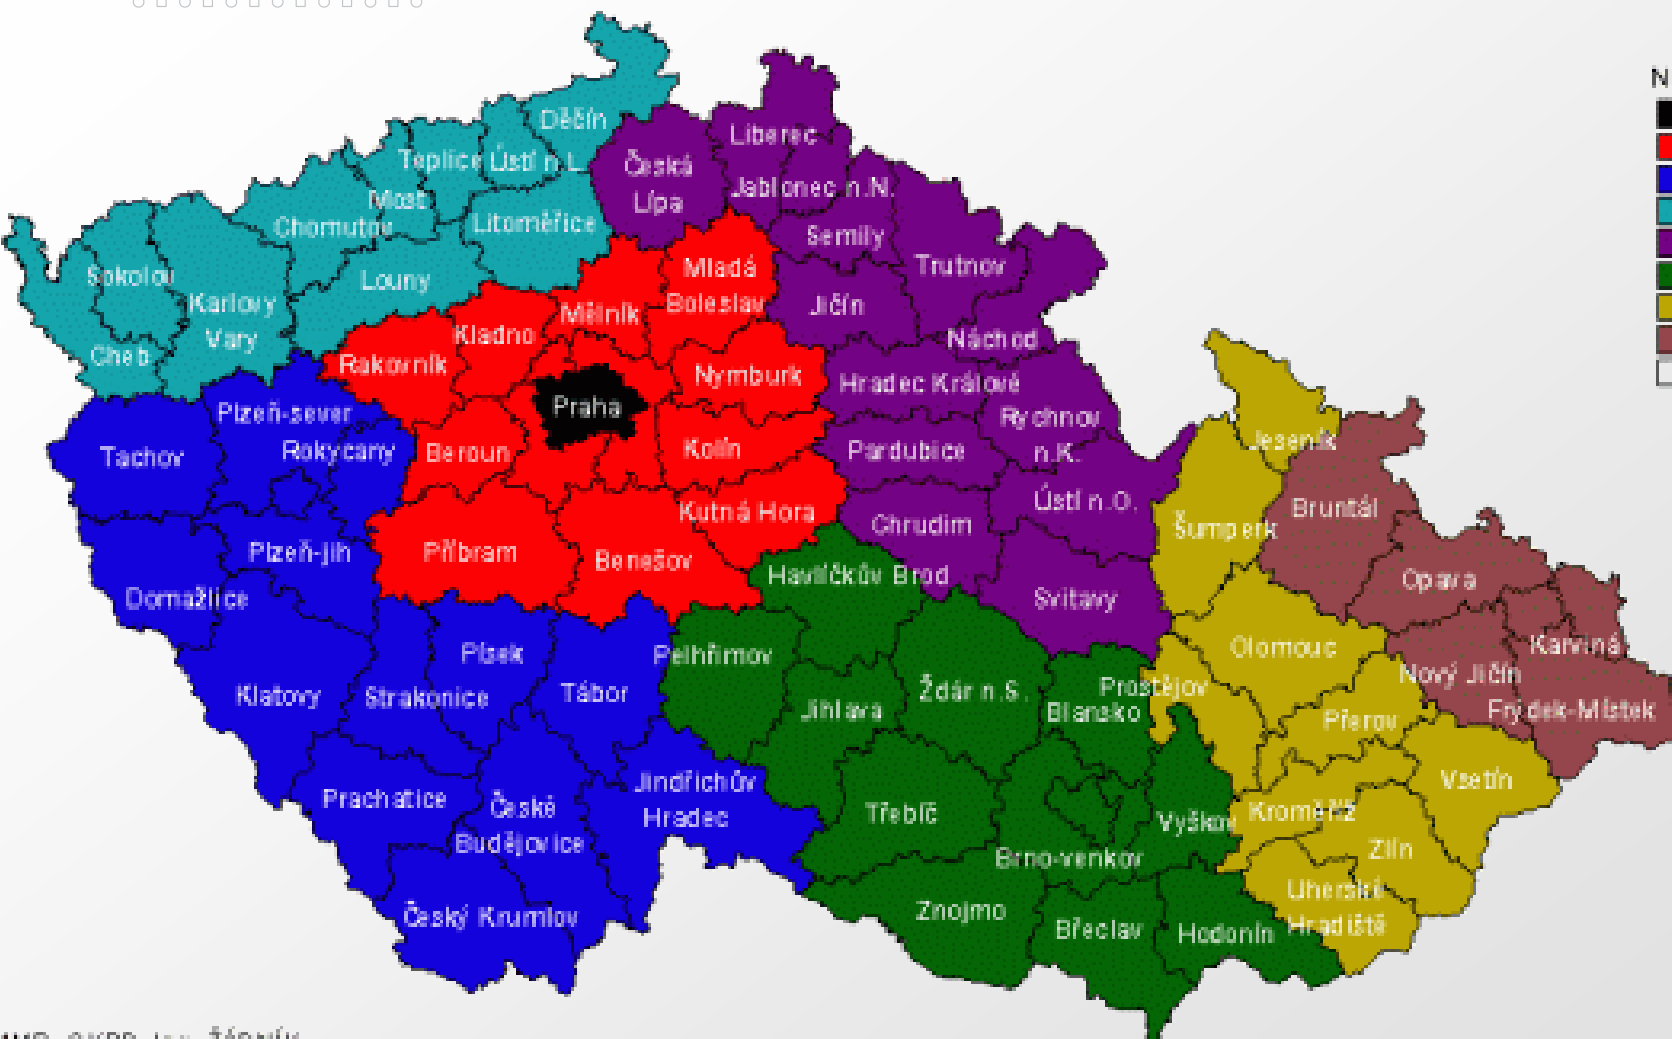 N
Děčín
Liberec
Teplice
Ústí n.L.
Česká
Lípa
Jablonec n.N.
Most
Chomutov
Litoměřice
Semily
Sokolov
Louny
Mladá
Boleslav
Trutnov
Karlovy
Vary
Mělník
Jičín
Kladno
Náchod
Cheb
Rakovník
Nymburk
Hradec Králové
Praha
Plzeň-sever
Rychnov
n.K.
Tachov
Rokycany
Beroun
Kolín
Pardubice
Jeseník
Kutná Hora
Ústí n.O.
Bruntál
Chrudim
Šumperk
Plzeň-jih
Příbram
Benešov
Havlíčkův Brod
Opava
Domažlice
Svitavy
Písek
Pelhřimov
Olomouc
Karviná
Klatovy
Strakonice
Tábor
Jihlava
Žďár n.S.
Prostějov
Blansko
Nový Jičín
Přerov
Frýdek-Místek
Prachatice
České
Budějovice
Jindřichův
Hradec
Třebíč
Vsetín
Kroměříž
Vyškov
Brno-venkov
Zlín
Český Krumlov
Znojmo
Břeclav
Hodonín
Uherské
Hradiště